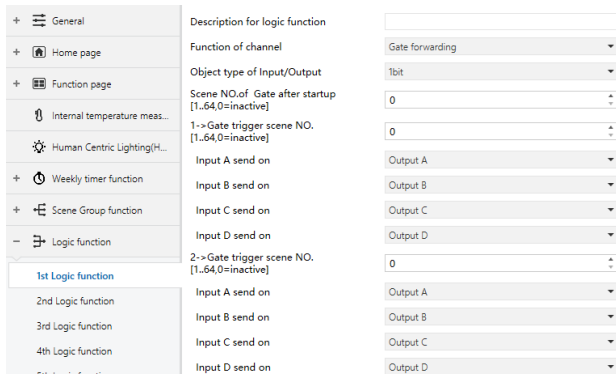 General
Home page
Function page
Internal temperature meas...
Human Centric Lighting(H...
Weekly timer function
Scene Group function
Logic function
1st Logic function
2nd Logic function
3rd Logic function
4th Logic function
Description for logic function
Function of channel Gate forwarding
Object type of Input/Output 1bit
Scene NO.of Gate after startup
[1..64,0=inactive] 0
1->Gate trigger scene NO.
[1..64,0=inactive] 0
Input A send on Output A
Input B send on Output B
Input C send on Output C
Input D send on Output D
2->Gate trigger scene NO.
[1..64,0=inactive] 0
Input A send on Output A
Input B send on Output B
Input C send on Output C
Input D send on Output D